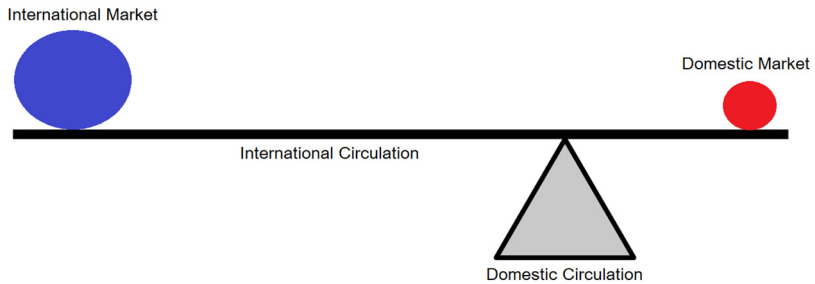 International Market
Domestic Market
International Circulation
Domestic Circulation